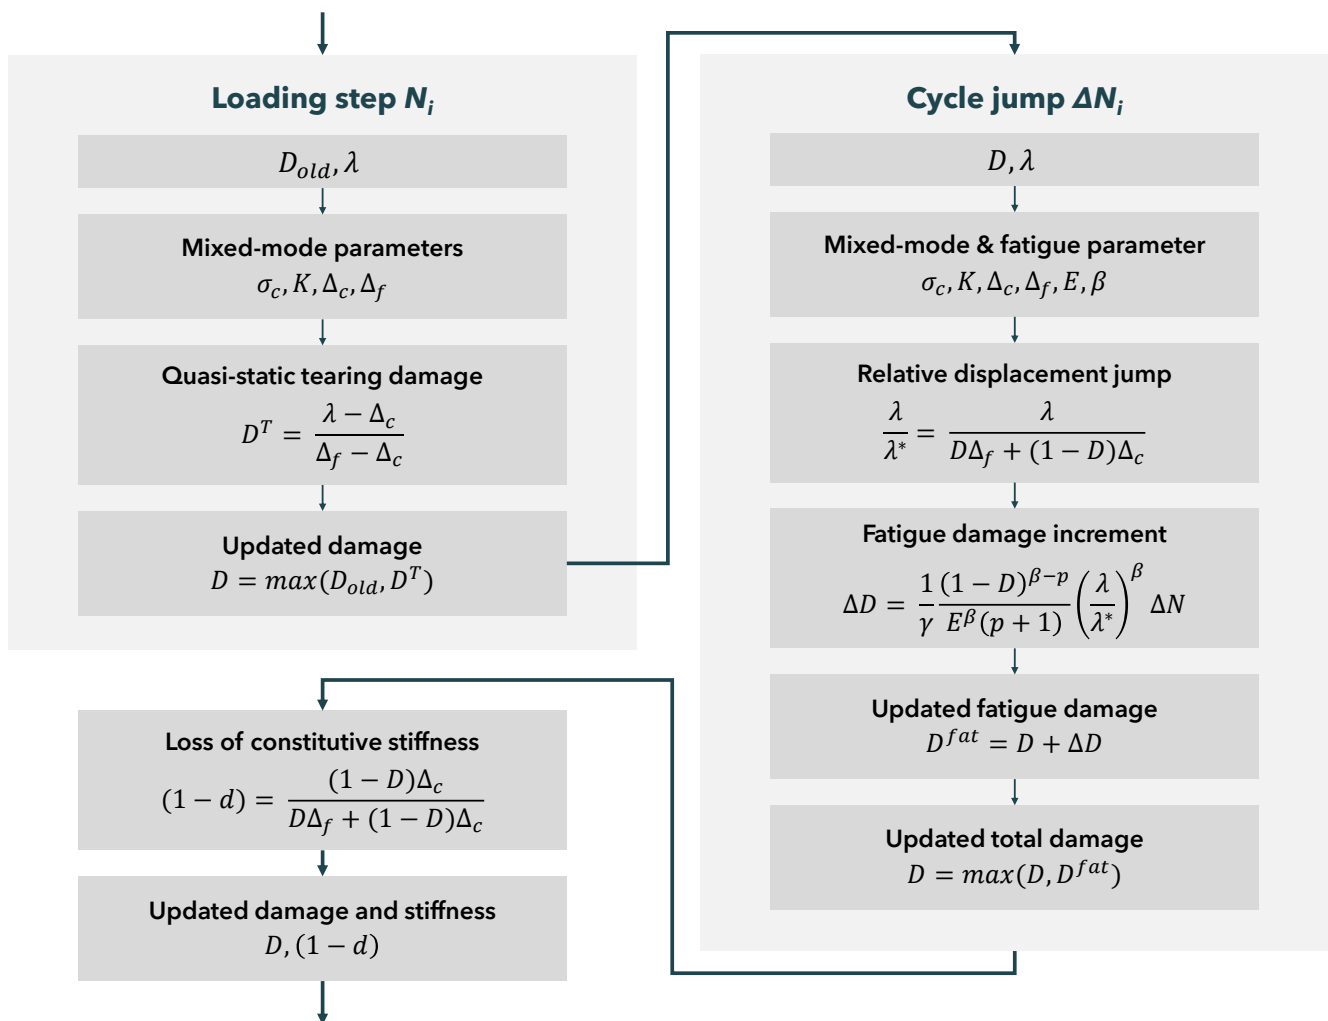 Loading step Nᵢ
D_old, λ
Mixed-mode parameters
σ_c, K, Δ_c, Δ_f
Quasi-static tearing damage
D^T = (λ − Δ_c) / (Δ_f − Δ_c)
Updated damage
D = max(D_old, D^T)
Cycle jump ΔNᵢ
D, λ
Mixed-mode & fatigue parameter
σ_c, K, Δ_c, Δ_f, E, β
Relative displacement jump
λ/λ* = λ / (DΔ_f + (1 − D)Δ_c)
Fatigue damage increment
ΔD = (1/γ) ((1 − D)^(β−p) / (E^β(p + 1))) (λ/λ*)^β ΔN
Updated fatigue damage
D^fat = D + ΔD
Updated total damage
D = max(D, D^fat)
Loss of constitutive stiffness
(1 − d) = (1 − D)Δ_c / (DΔ_f + (1 − D)Δ_c)
Updated damage and stiffness
D, (1 − d)